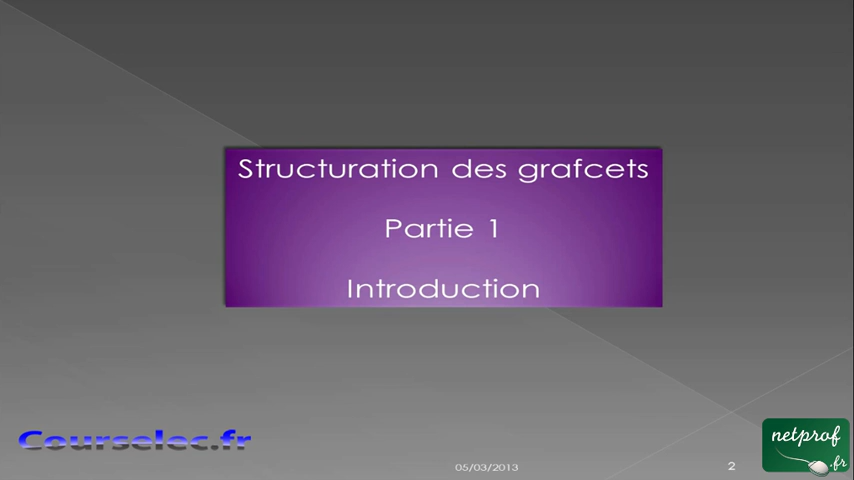 Structuration des grafcets
Partie 1
Introduction
Courselec.fr
05/03/2013
2
netprof
.fr